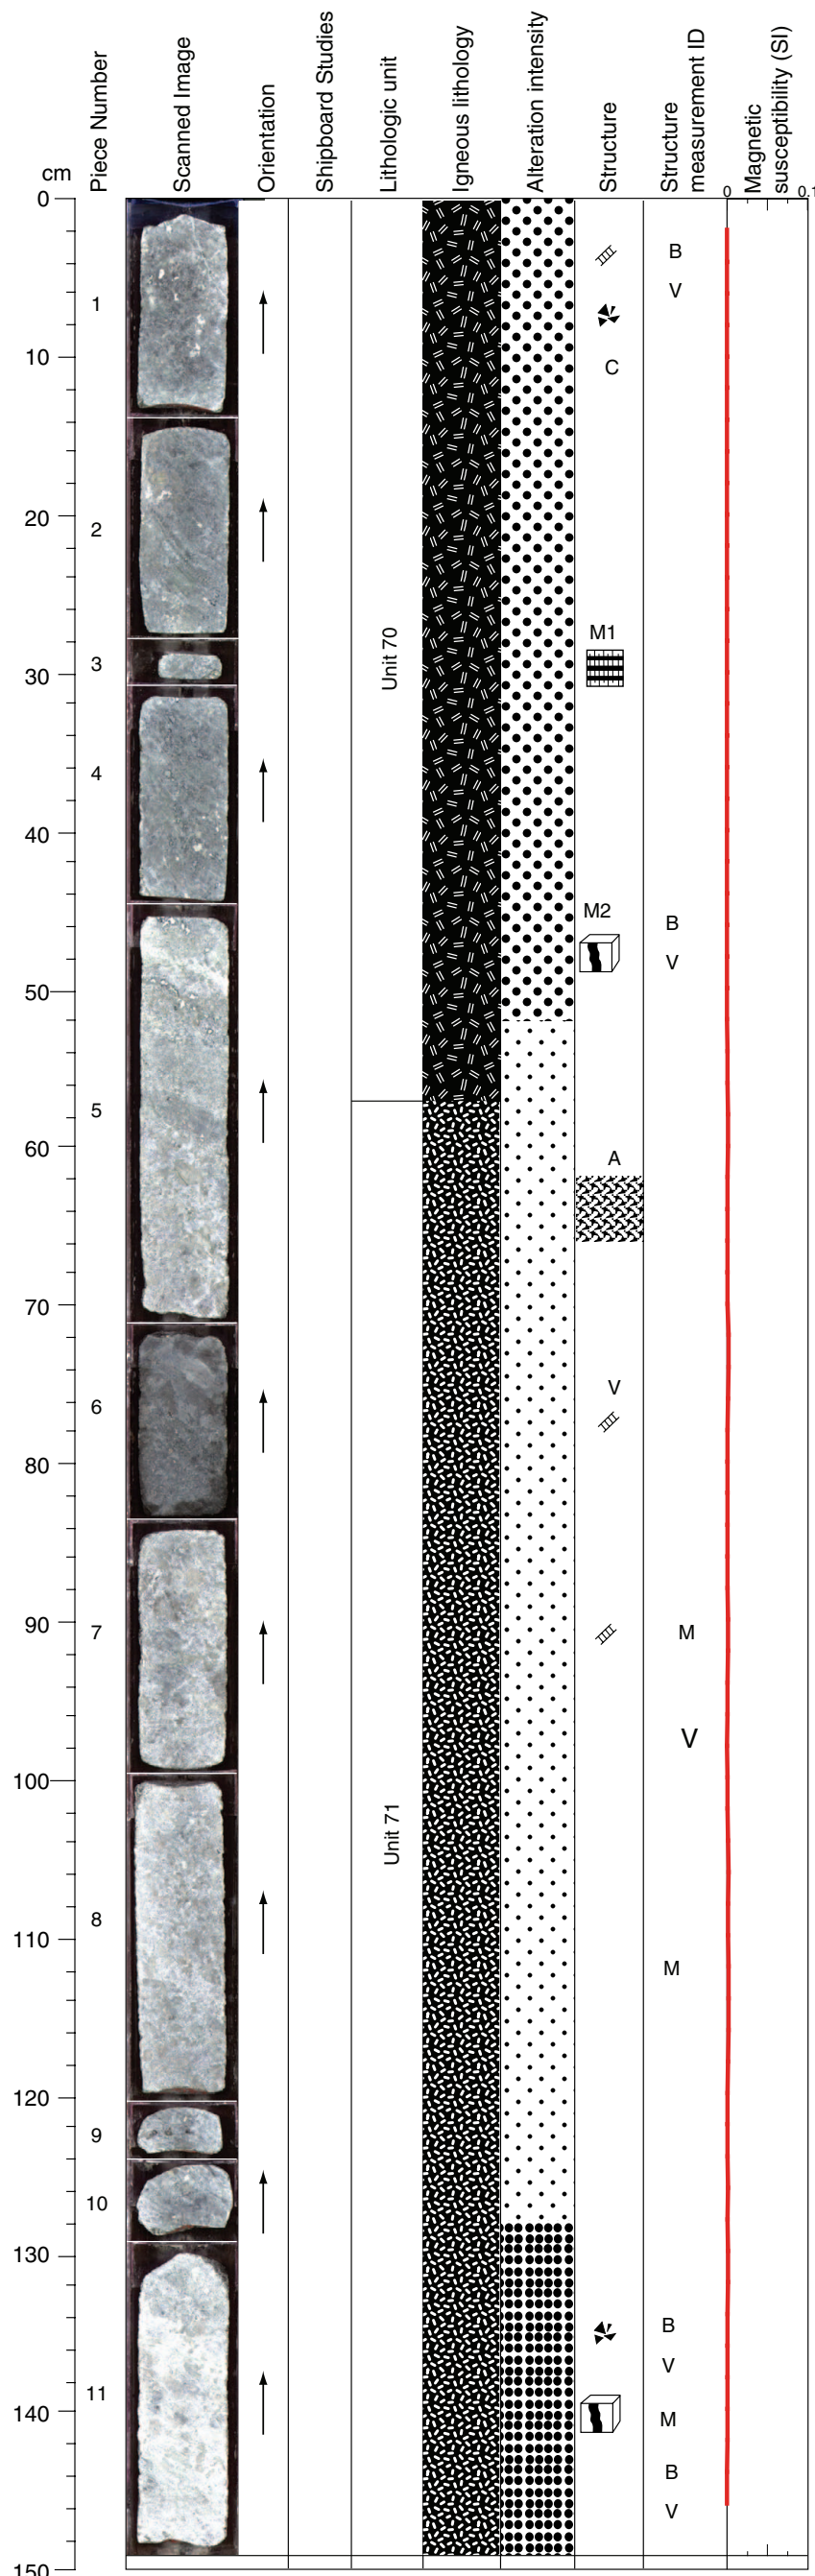 cm
Piece Number
Scanned Image
Orientation
Shipboard Studies
Lithologic unit
Igneous lithology
Alteration intensity
Structure
Structure
measurement ID
Magnetic
susceptibility (SI)
0 0.1
0
B
V
1
10
C
20
2
M1
3
Unit 70
30
4
40
M2
B
V
50
5
60
A
70
V
6
80
90
7
M
V
100
Unit 71
8
110
M
120
9
10
130
B
V
11
140
M
B
V
150